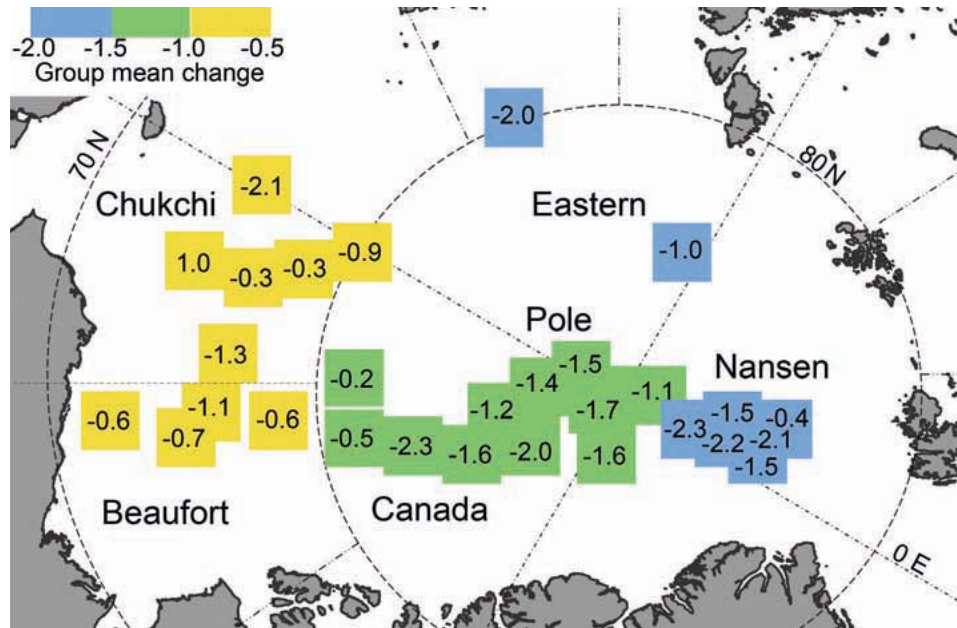 -2.0 -1.5 -1.0 -0.5
Group mean change
70 N
80 N
-2.0
-2.1
Chukchi
Eastern
1.0
-0.3
-0.3
-0.9
-1.0
Pole
-1.3
-0.2
-1.4
-1.5
-1.1
Nansen
-0.6
-1.1
-0.7
-0.6
-0.5
-2.3
-1.2
-1.6
-2.0
-1.7
-1.6
-2.3
-1.5
-0.4
-2.2
-2.1
-1.5
Beaufort
Canada
0 E